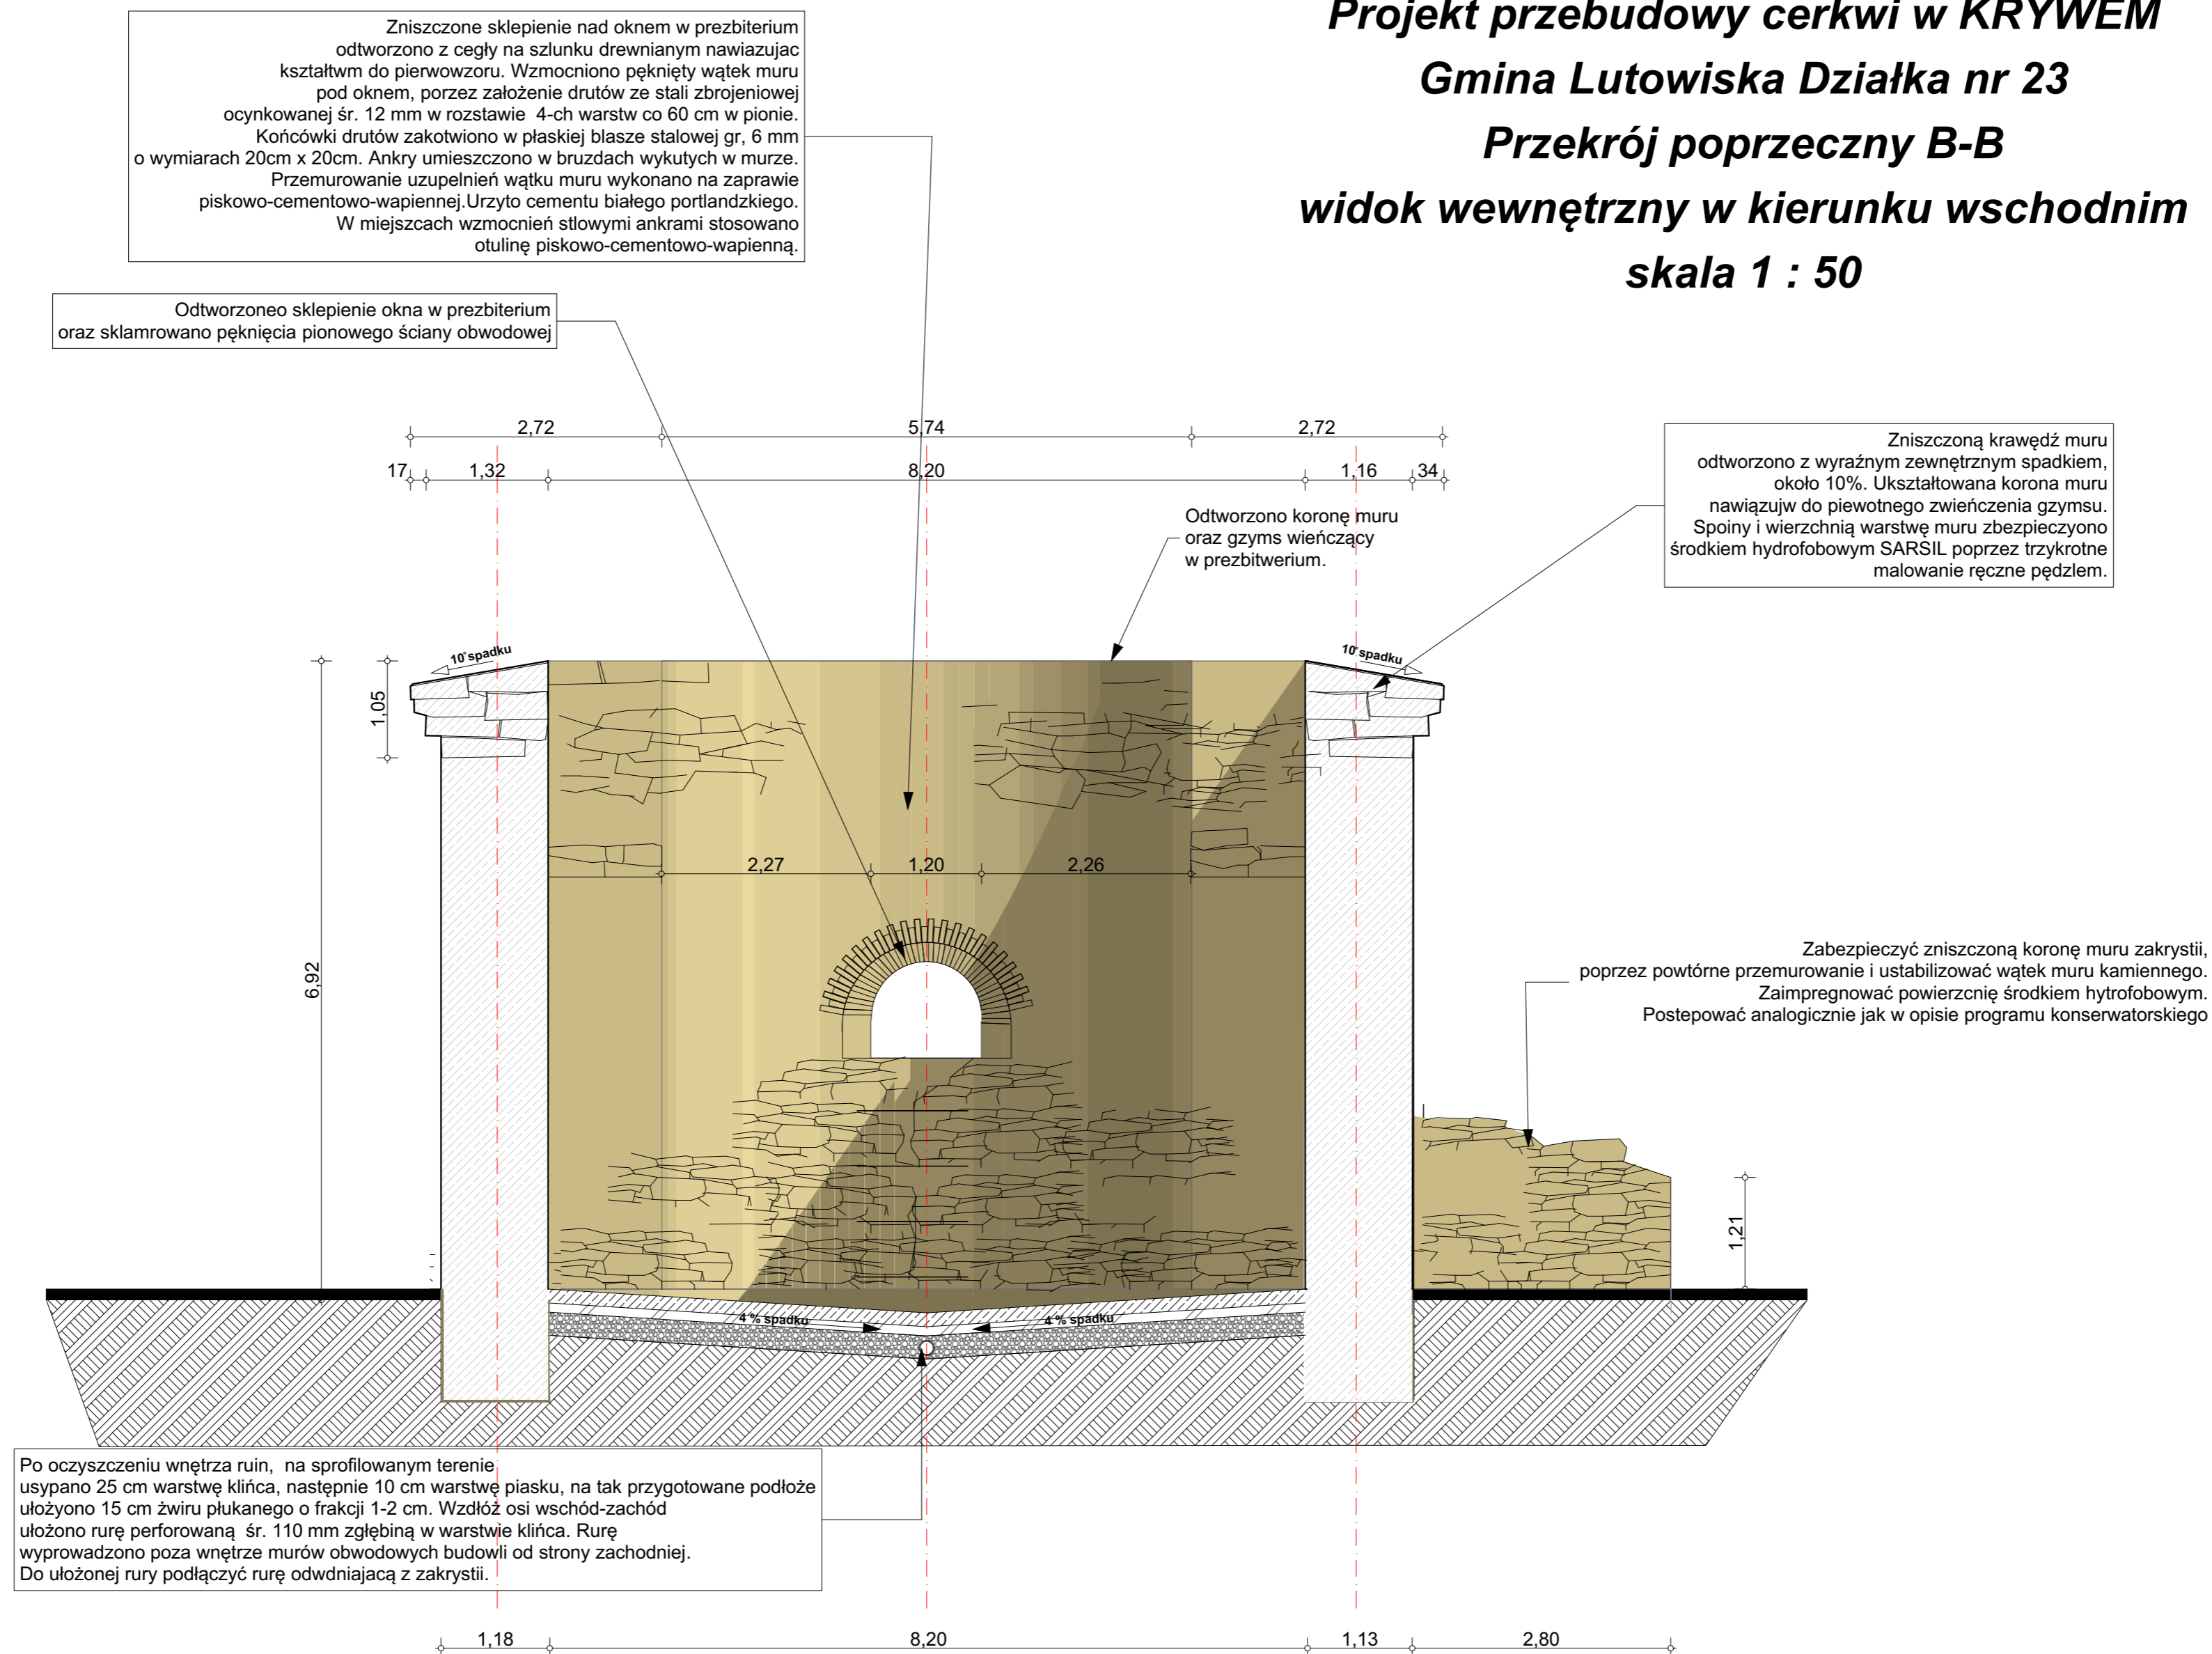 Projekt przebudowy cerkwi w KRYWEM
Gmina Lutowiska Działka nr 23
Przekrój poprzeczny B-B
widok wewnętrzny w kierunku wschodnim
skala 1 : 50
Zniszczone sklepienie nad oknem w prezbiterium
odtworzono z cegły na szlunku drewnianym nawiazujac
kształtwm do pierwowzoru. Wzmocniono pęknięty wątek muru
pod oknem, porzez założenie drutów ze stali zbrojeniowej
ocynkowanej śr. 12 mm w rozstawie 4-ch warstw co 60 cm w pionie.
Końcówki drutów zakotwiono w płaskiej blasze stalowej gr, 6 mm
o wymiarach 20cm x 20cm. Ankry umieszczono w bruzdach wykutych w murze.
Przemurowanie uzupelnień wątku muru wykonano na zaprawie
piskowo-cementowo-wapiennej.Urzyto cementu białego portlandzkiego.
W miejszcach wzmocnień stlowymi ankrami stosowano
otulinę piskowo-cementowo-wapienną.
Odtworzoneo sklepienie okna w prezbiterium
oraz sklamrowano pęknięcia pionowego ściany obwodowej
2,72
5,74
2,72
17
1,32
8,20
1,16
34
Zniszczoną krawędź muru
odtworzono z wyraźnym zewnętrznym spadkiem,
około 10%. Ukształtowana korona muru
nawiązujw do piewotnego zwieńczenia gzymsu.
Spoiny i wierzchnią warstwę muru zbezpieczyono
środkiem hydrofobowym SARSIL poprzez trzykrotne
malowanie ręczne pędzlem.
Odtworzono koronę muru
oraz gzyms wieńczący
w prezbitwerium.
10°spadku
10°spadku
1,05
6,92
2,27
1,20
2,26
Zabezpieczyć zniszczoną koronę muru zakrystii,
poprzez powtórne przemurowanie i ustabilizować wątek muru kamiennego.
Zaimpregnować powierzcnię środkiem hytrofobowym.
Postepować analogicznie jak w opisie programu konserwatorskiego
1,21
4 % spadku
4 % spadku
Po oczyszczeniu wnętrza ruin, na sprofilowanym terenie
usypano 25 cm warstwę klińca, następnie 10 cm warstwę piasku, na tak przygotowane podłoże
ułożyono 15 cm żwiru płukanego o frakcji 1-2 cm. Wzdłóż osi wschód-zachód
ułożono rurę perforowaną śr. 110 mm zgłębiną w warstwie klińca. Rurę
wyprowadzono poza wnętrze murów obwodowych budowli od strony zachodniej.
Do ułożonej rury podłączyć rurę odwdniajacą z zakrystii.
1,18
8,20
1,13
2,80